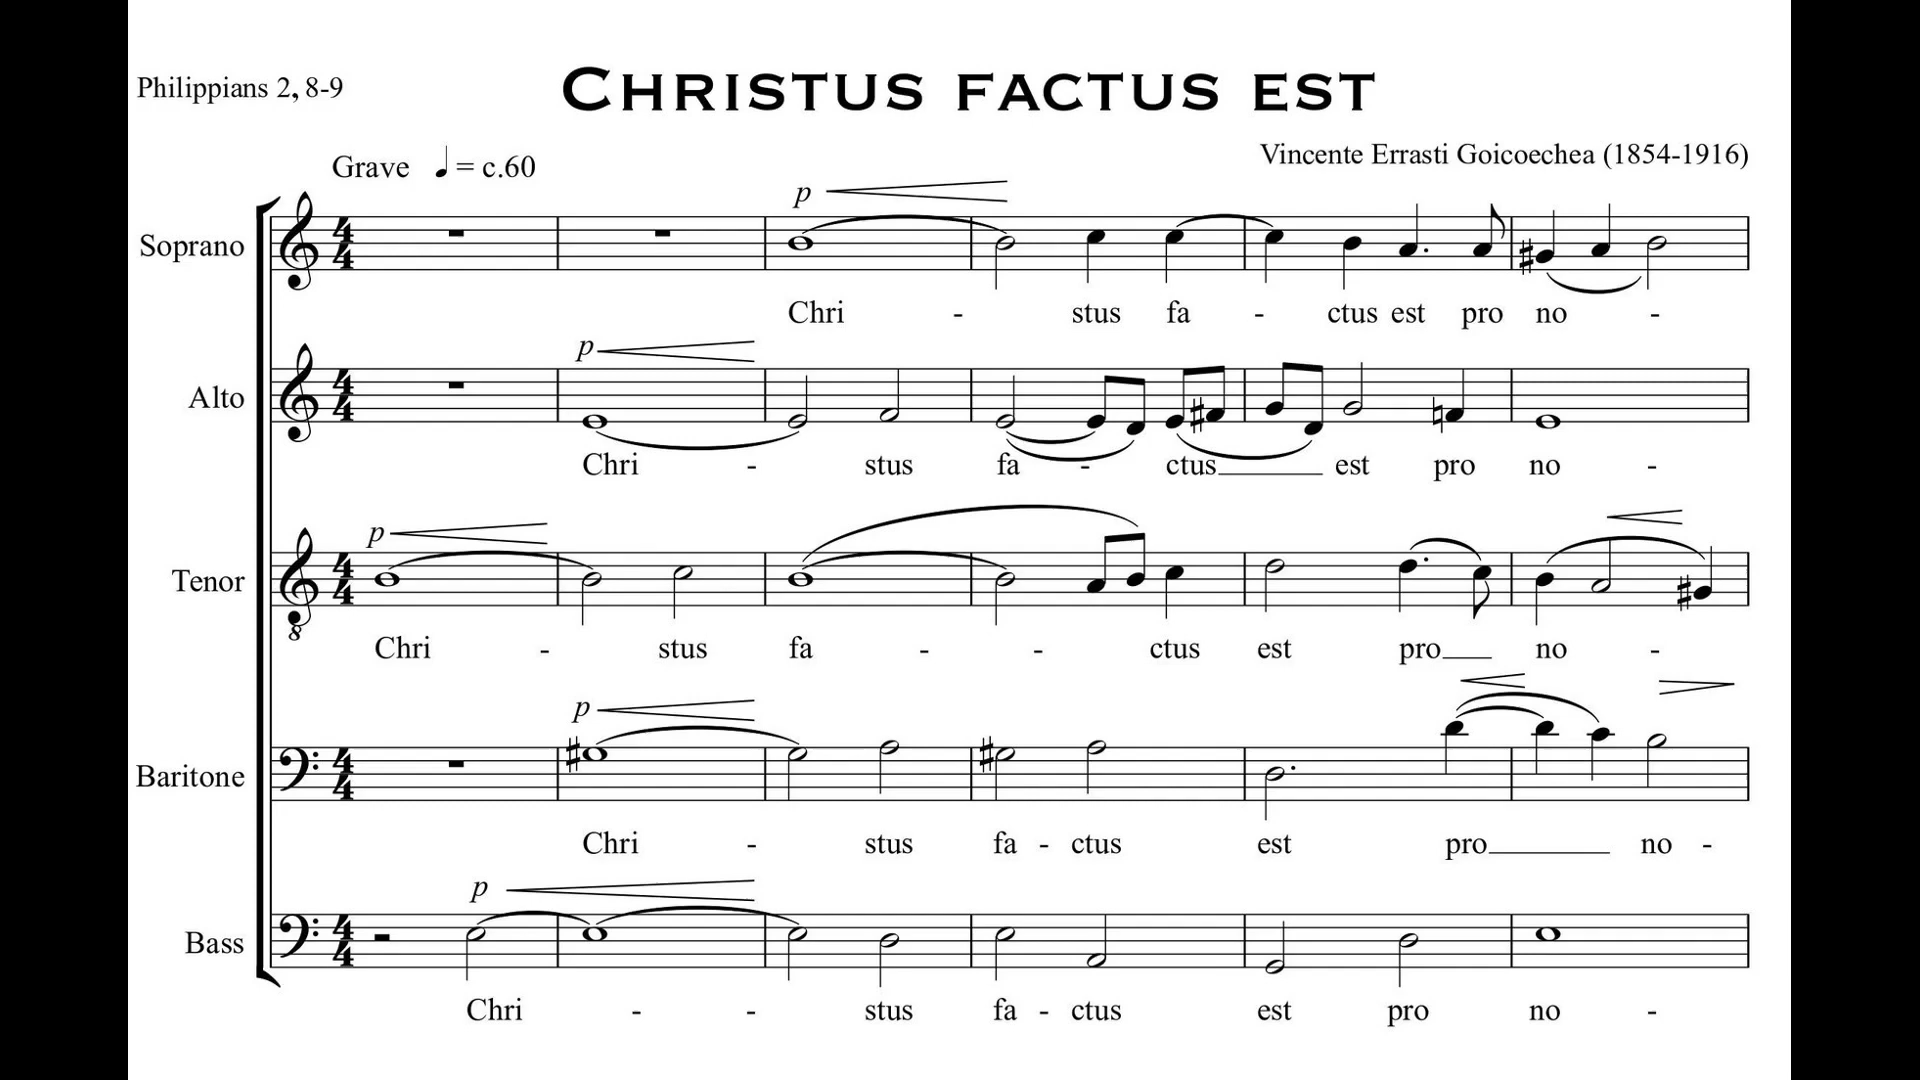 Philippians 2, 8-9
CHRISTUS FACTUS EST
Vincente Errasti Goicoechea (1854-1916)
Grave ♩ = c.60
p
Soprano
Chri - stus fa - ctus est pro no -
p
Alto
Chri - stus fa - ctus est pro no -
p
Tenor
8
Chri - stus fa - - ctus est pro no -
p
Baritone
Chri - stus fa - ctus est pro no -
p
Bass
Chri - - stus fa - ctus est pro no -